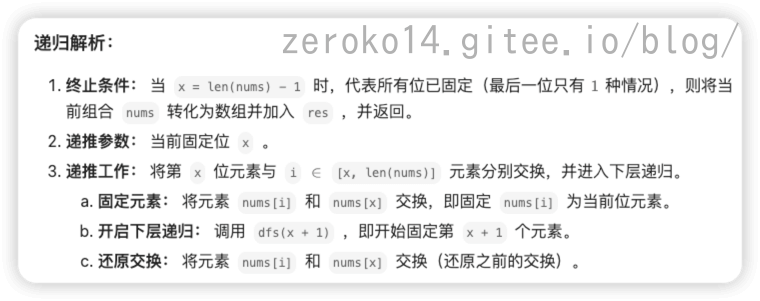 递归解析：
zeroko14.gitee.io/blog/
1. 终止条件： 当 x = len(nums) - 1 时，代表所有位已固定（最后一位只有 1 种情况），则将当
前组合 nums 转化为数组并加入 res ，并返回。
2. 递推参数： 当前固定位 x 。
3. 递推工作： 将第 x 位元素与 i ∈ [x, len(nums)] 元素分别交换，并进入下层递归。
a. 固定元素： 将元素 nums[i] 和 nums[x] 交换，即固定 nums[i] 为当前位元素。
b. 开启下层递归： 调用 dfs(x + 1) ，即开始固定第 x + 1 个元素。
c. 还原交换： 将元素 nums[i] 和 nums[x] 交换（还原之前的交换）。